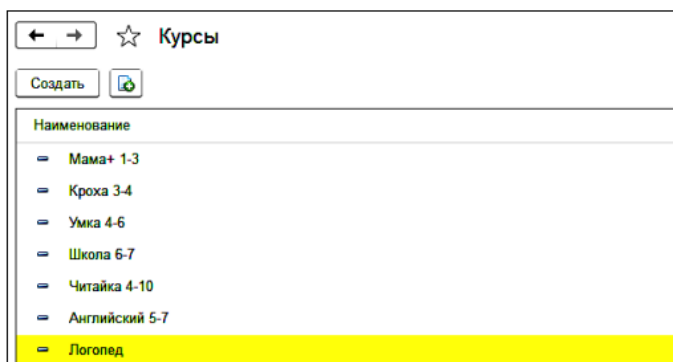 Курсы
Создать
Наименование
Мама+ 1-3
Кроха 3-4
Умка 4-6
Школа 6-7
Читайка 4-10
Английский 5-7
Логопед